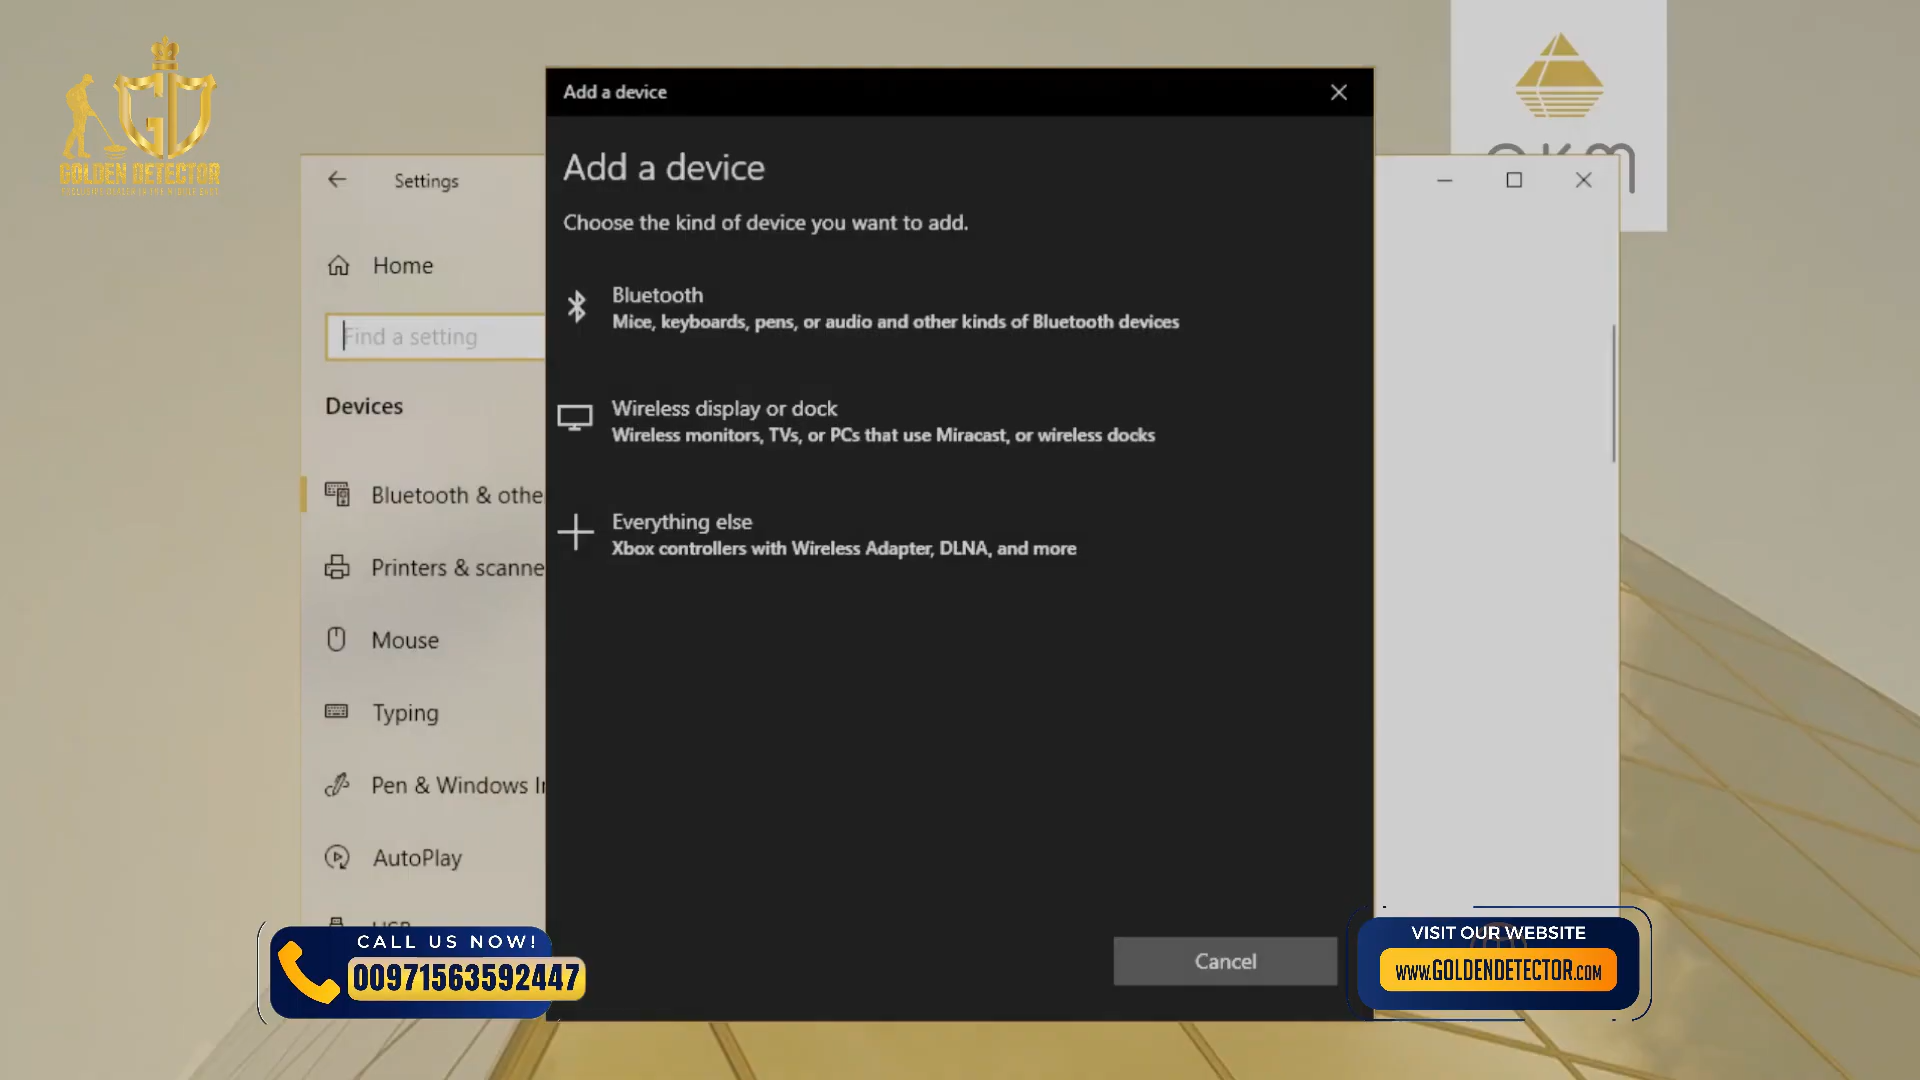 GD
GOLDEN DETECTOR
okm
Add a device
Settings
Home
Find a setting
Devices
Bluetooth & othe
Printers & scanne
Mouse
Typing
Pen & Windows I
AutoPlay
USB
Add a device
Choose the kind of device you want to add.
Bluetooth
Mice, keyboards, pens, or audio and other kinds of Bluetooth devices
Wireless display or dock
Wireless monitors, TVs, or PCs that use Miracast, or wireless docks
Everything else
Xbox controllers with Wireless Adapter, DLNA, and more
Cancel
CALL US NOW!
00971563592447
VISIT OUR WEBSITE
WWW.GOLDENDETECTOR.COM